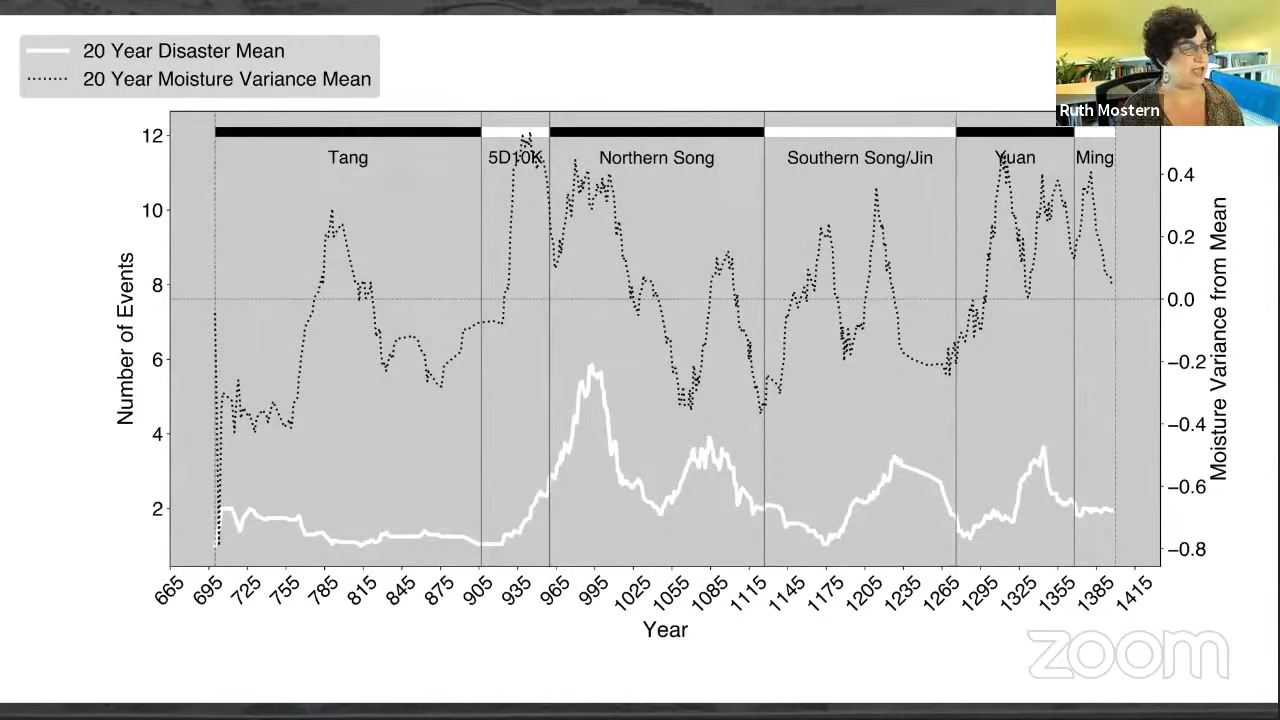 20 Year Disaster Mean
20 Year Moisture Variance Mean
Ruth Mostern
Tang
5D10K
Northern Song
Southern Song/Jin
Yuan
Ming
Number of Events
12
10
8
6
4
2
0.4
0.2
0.0
−0.2
−0.4
−0.6
−0.8
Moisture Variance from Mean
665 695 725 755 785 815 845 875 905 935 965 995 1025 1055 1085 1115 1145 1175 1205 1235 1265 1295 1325 1355 1385 1415
Year
zoom